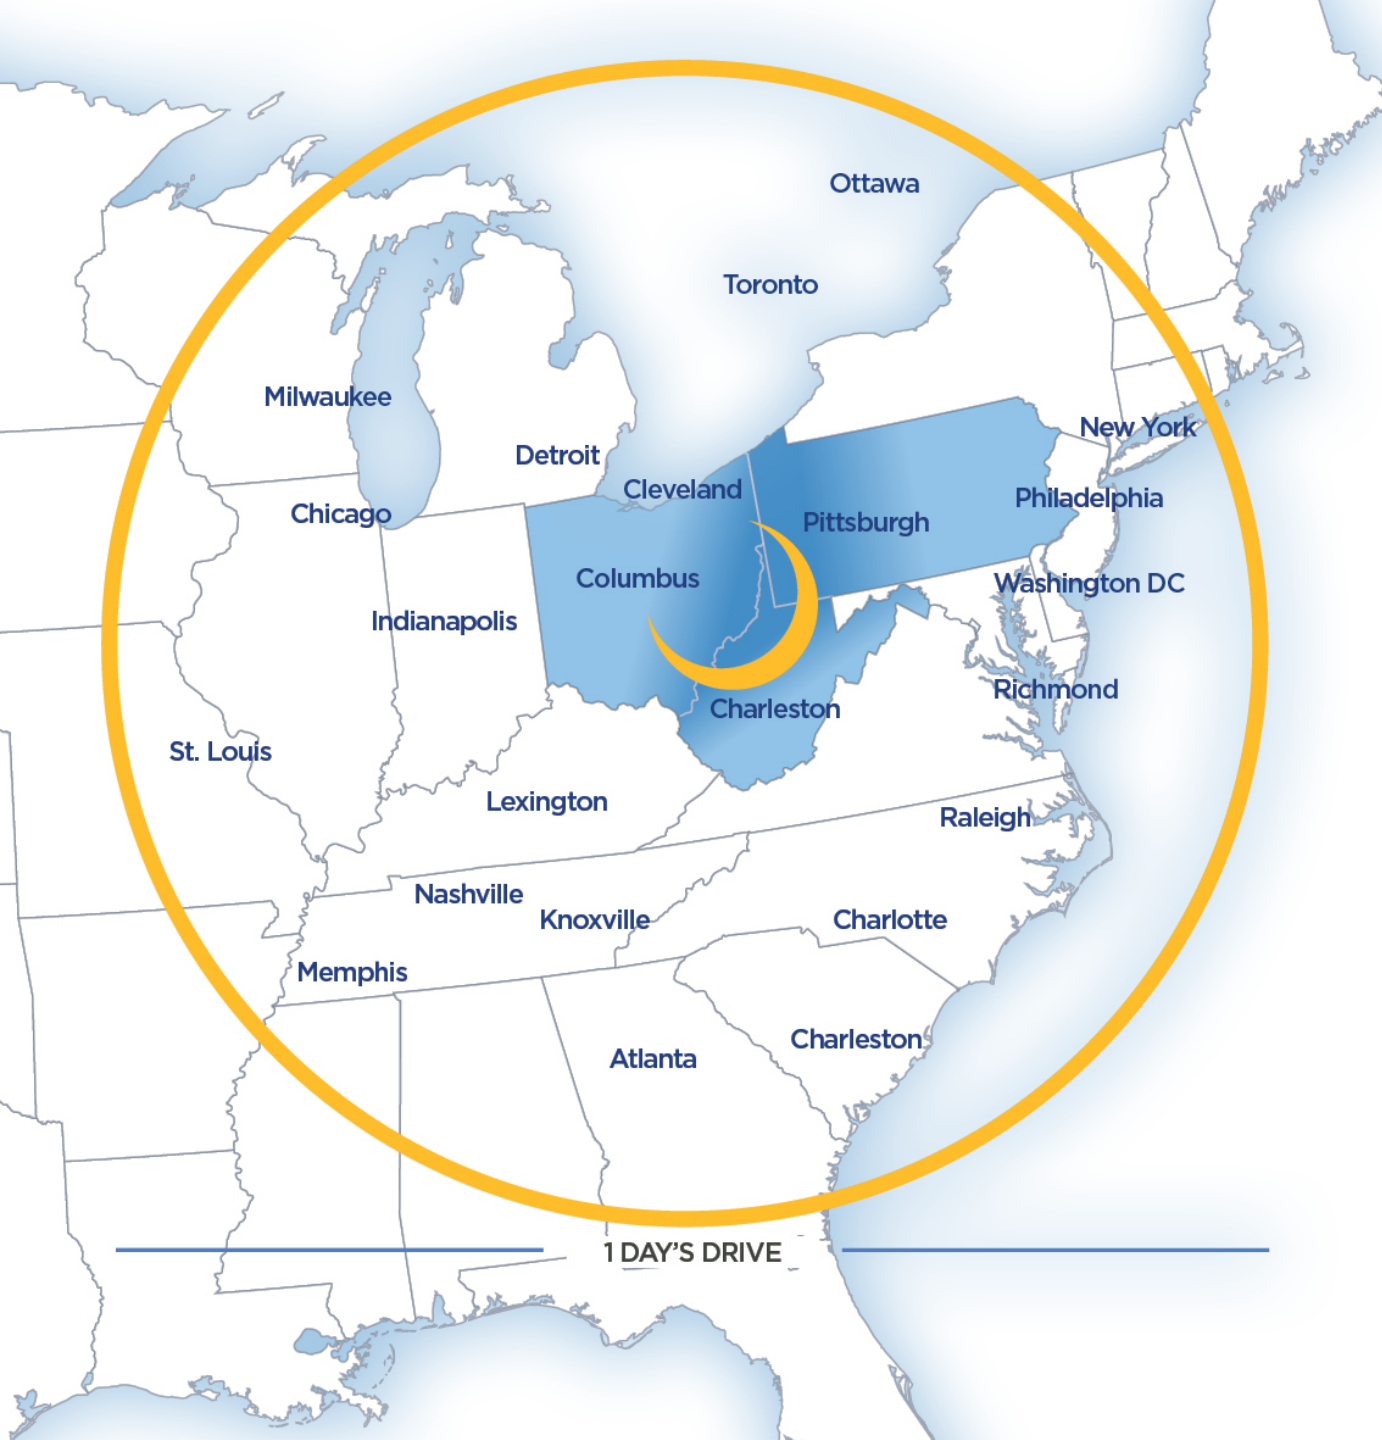 Ottawa
Toronto
Milwaukee
New York
Detroit
Cleveland
Philadelphia
Chicago
Pittsburgh
Columbus
Washington DC
Indianapolis
Richmond
Charleston
St. Louis
Lexington
Raleigh
Nashville
Knoxville
Charlotte
Memphis
Charleston
Atlanta
1 DAY'S DRIVE